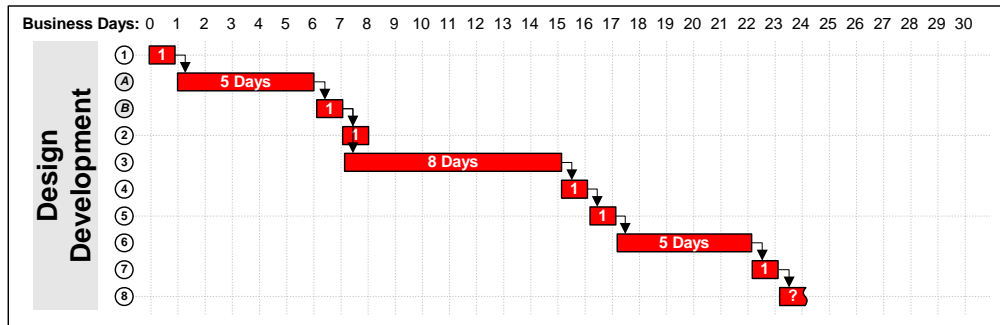 Business Days: 0 1 2 3 4 5 6 7 8 9 10 11 12 13 14 15 16 17 18 19 20 21 22 23 24 25 26 27 28 29 30
Design
Development
1 1
A 5 Days
B 1
2 1
3 8 Days
4 1
5 1
6 5 Days
7 1
8 ?